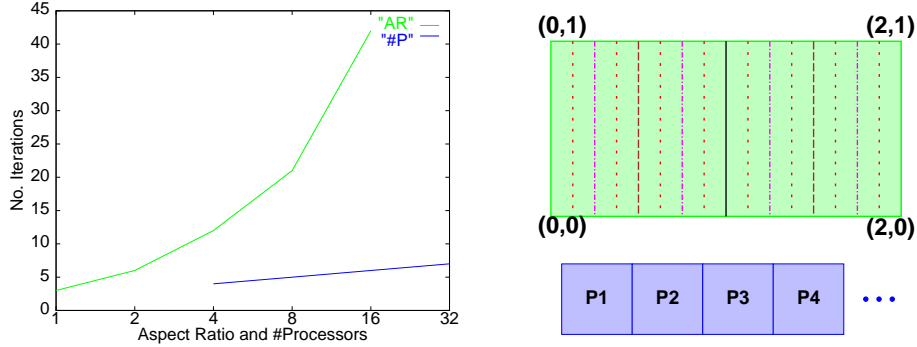 45
40
35
30
25
20
15
10
5
0
No. Iterations
"AR"
"#P"
1 2 4 8 16 32
Aspect Ratio and #Processors
(0,1) (2,1)
(0,0) (2,0)
P1 P2 P3 P4